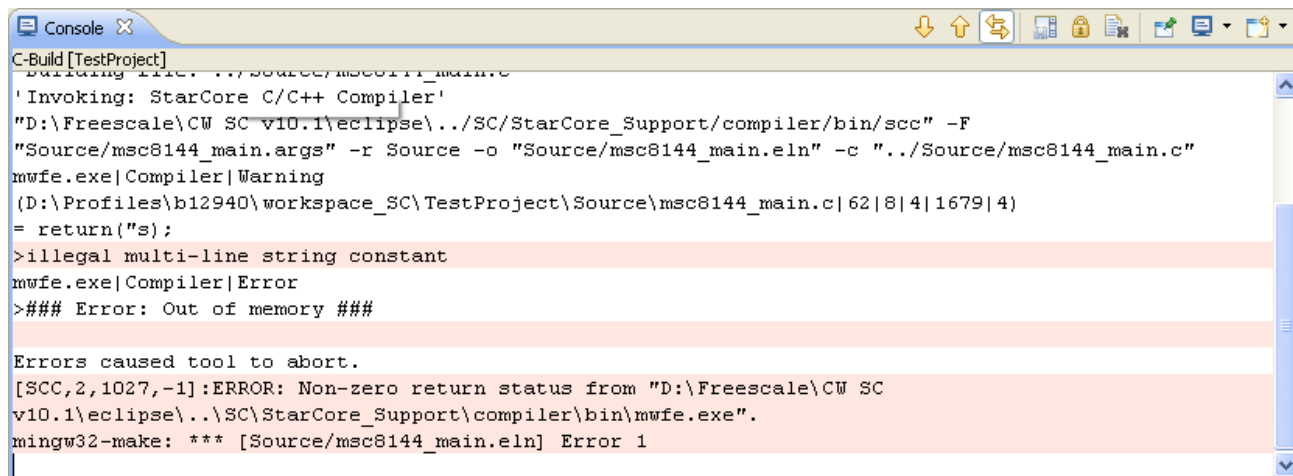 Console
C-Build [TestProject]
'Building file: ../Source/msc8144_main.c'
'Invoking: StarCore C/C++ Compiler'
"D:\Freescale\CW SC v10.1\eclipse\../SC/StarCore_Support/compiler/bin/scc" -F
"Source/msc8144_main.args" -r Source -o "Source/msc8144_main.eln" -c "../Source/msc8144_main.c"
mwfe.exe|Compiler|Warning
(D:\Profiles\b12940\workspace_SC\TestProject\Source\msc8144_main.c|62|8|4|1679|4)
= return("s);
>illegal multi-line string constant
mwfe.exe|Compiler|Error
>### Error: Out of memory ###
Errors caused tool to abort.
[SCC,2,1027,-1]:ERROR: Non-zero return status from "D:\Freescale\CW SC
v10.1\eclipse\..\SC\StarCore_Support\compiler\bin\mwfe.exe".
mingw32-make: *** [Source/msc8144_main.eln] Error 1